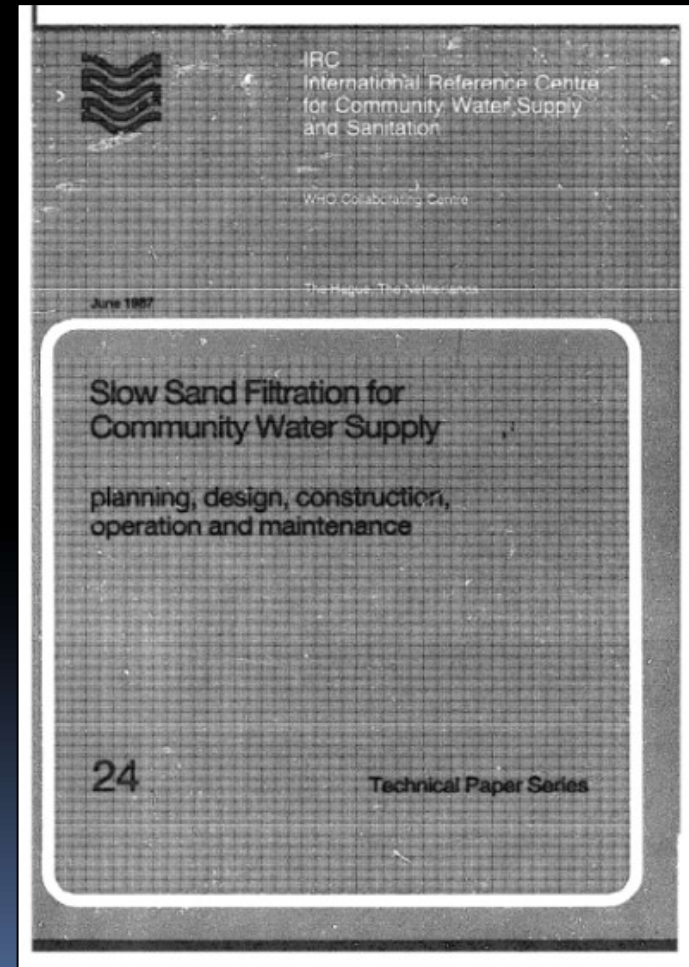 IRC
International Reference Centre
for Community Water Supply
and Sanitation
WHO Collaborating Centre
The Hague, The Netherlands
June 1987
Slow Sand Filtration for
Community Water Supply
planning, design, construction,
operation and maintenance
24
Technical Paper Series